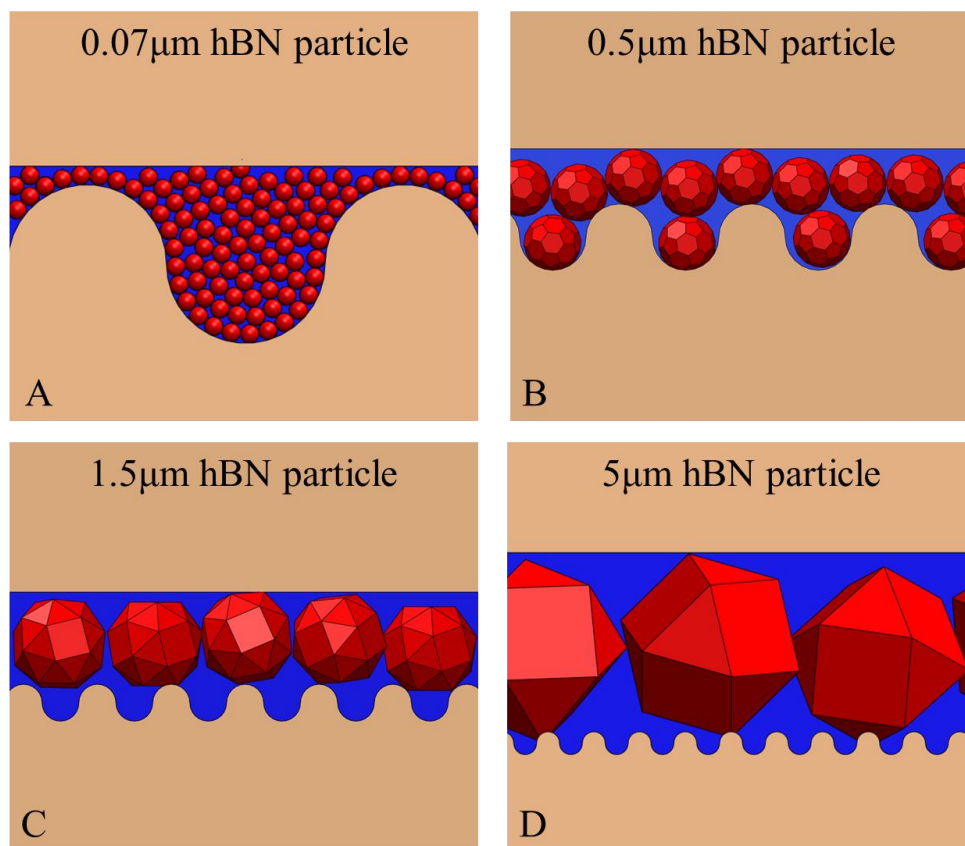 0.07μm hBN particle
A
0.5μm hBN particle
B
1.5μm hBN particle
C
5μm hBN particle
D